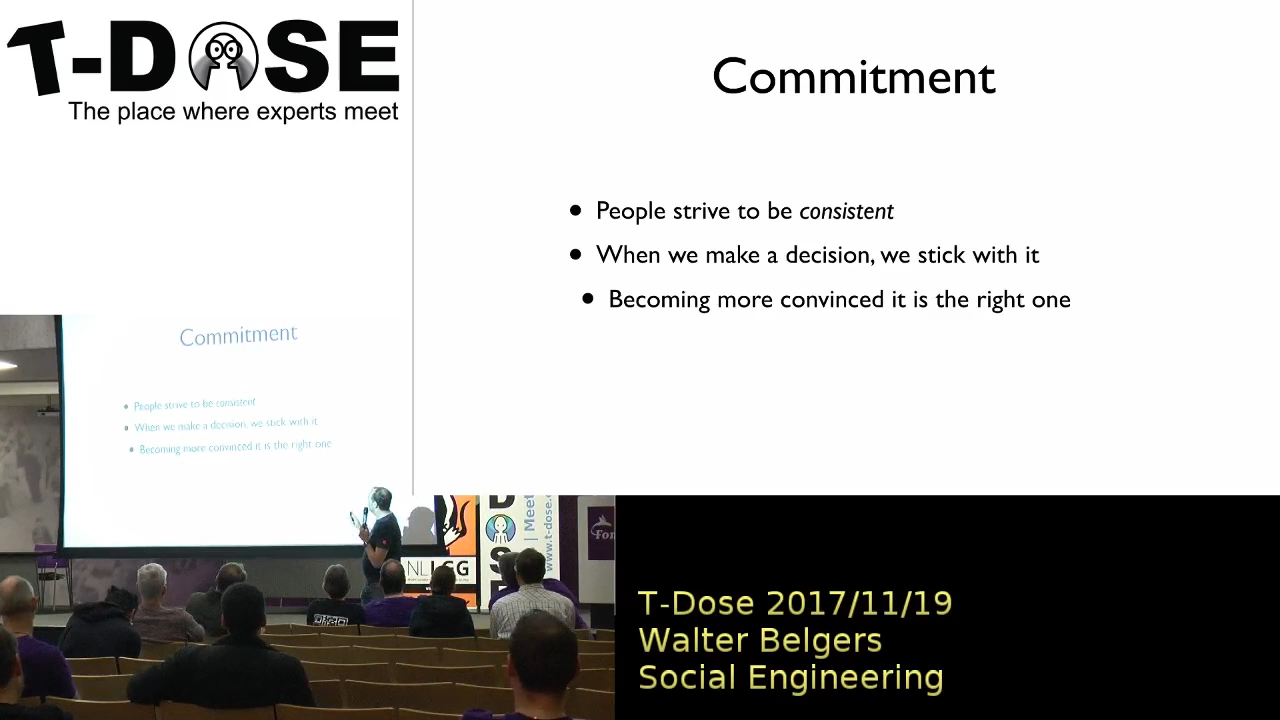 T-DOSE
The place where experts meet
Commitment
• People strive to be consistent
• When we make a decision, we stick with it
• Becoming more convinced it is the right one
Commitment
• People strive to be consistent
• When we make a decision, we stick with it
• Becoming more convinced it is the right one
NLLGG
| Meet
www.t-dose.
T-Dose 2017/11/19
Walter Belgers
Social Engineering